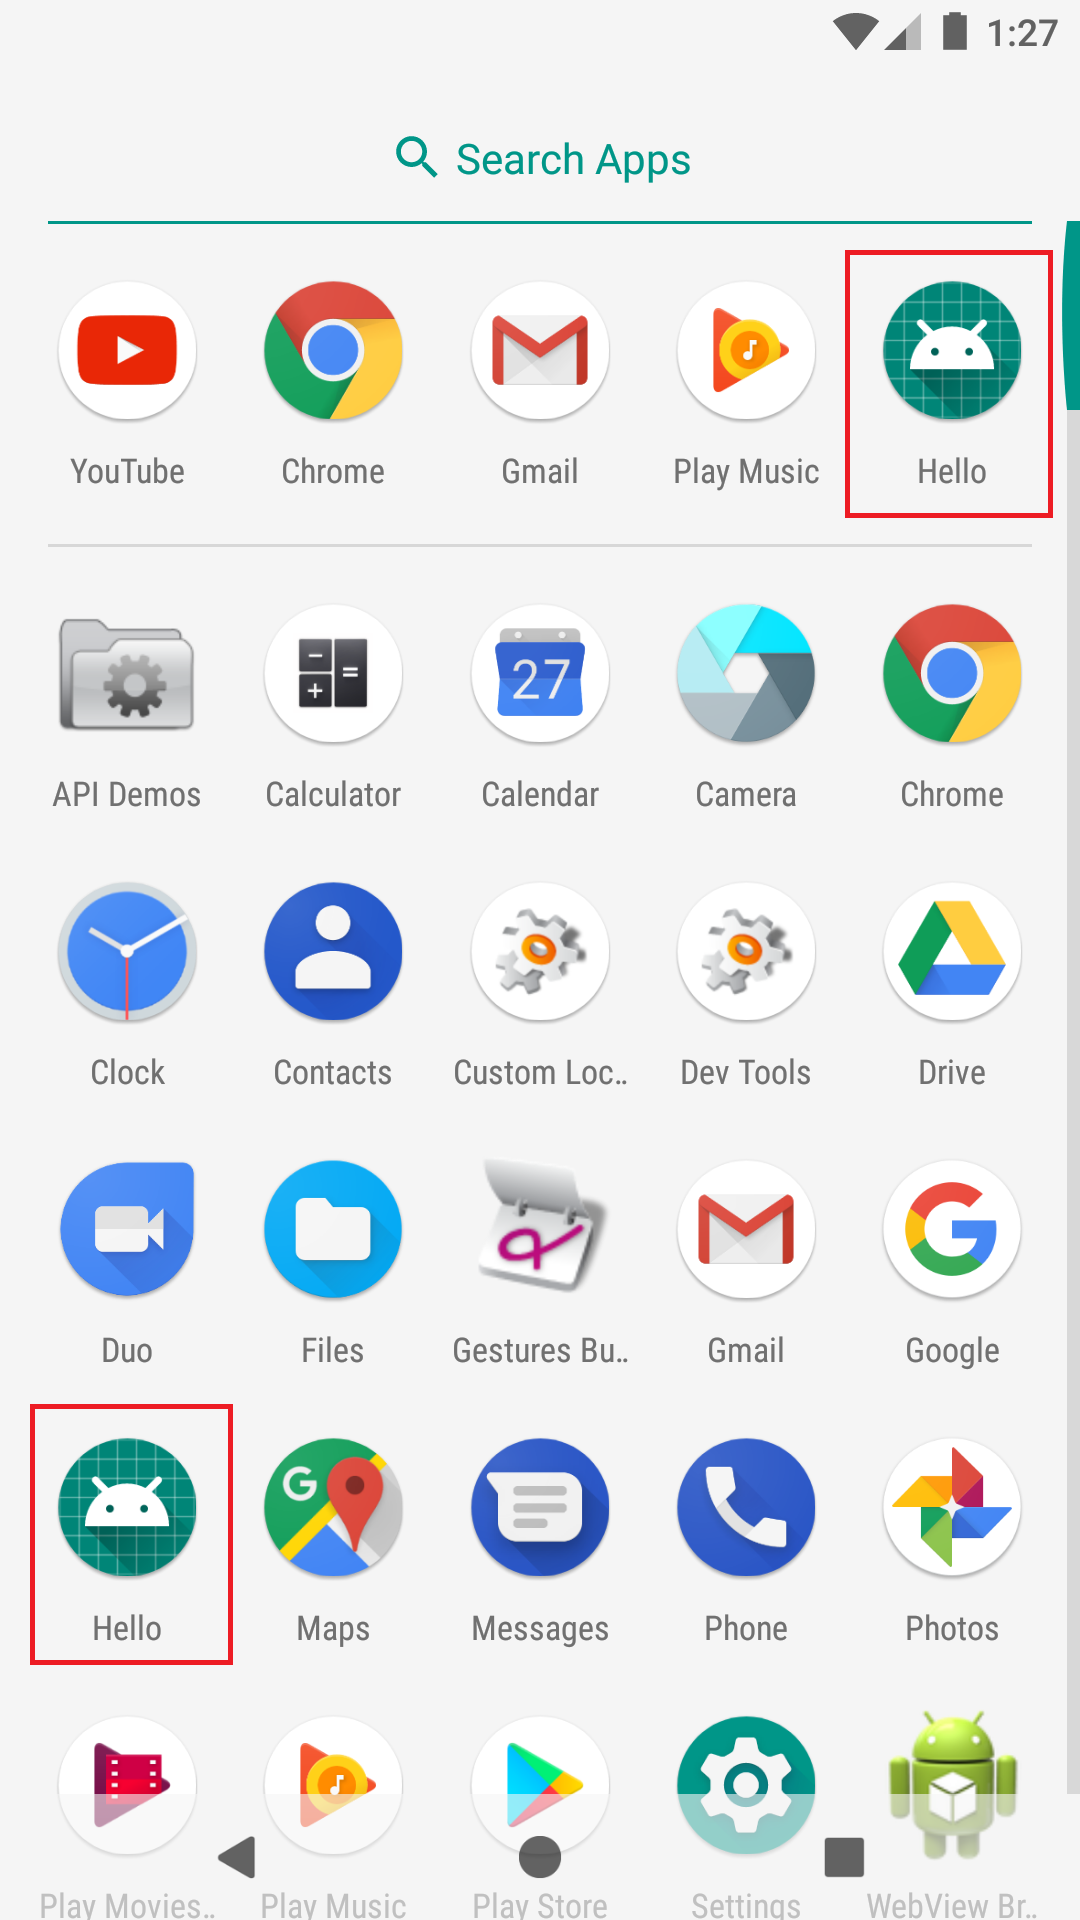 1:27
Search Apps
YouTube Chrome Gmail Play Music Hello
27
API Demos Calculator Calendar Camera Chrome
Clock Contacts Custom Loc.. Dev Tools Drive
G
Duo Files Gestures Bu.. Gmail Google
G
Hello Maps Messages Phone Photos
Play Movies.. Play Music Play Store Settings WebView Br..